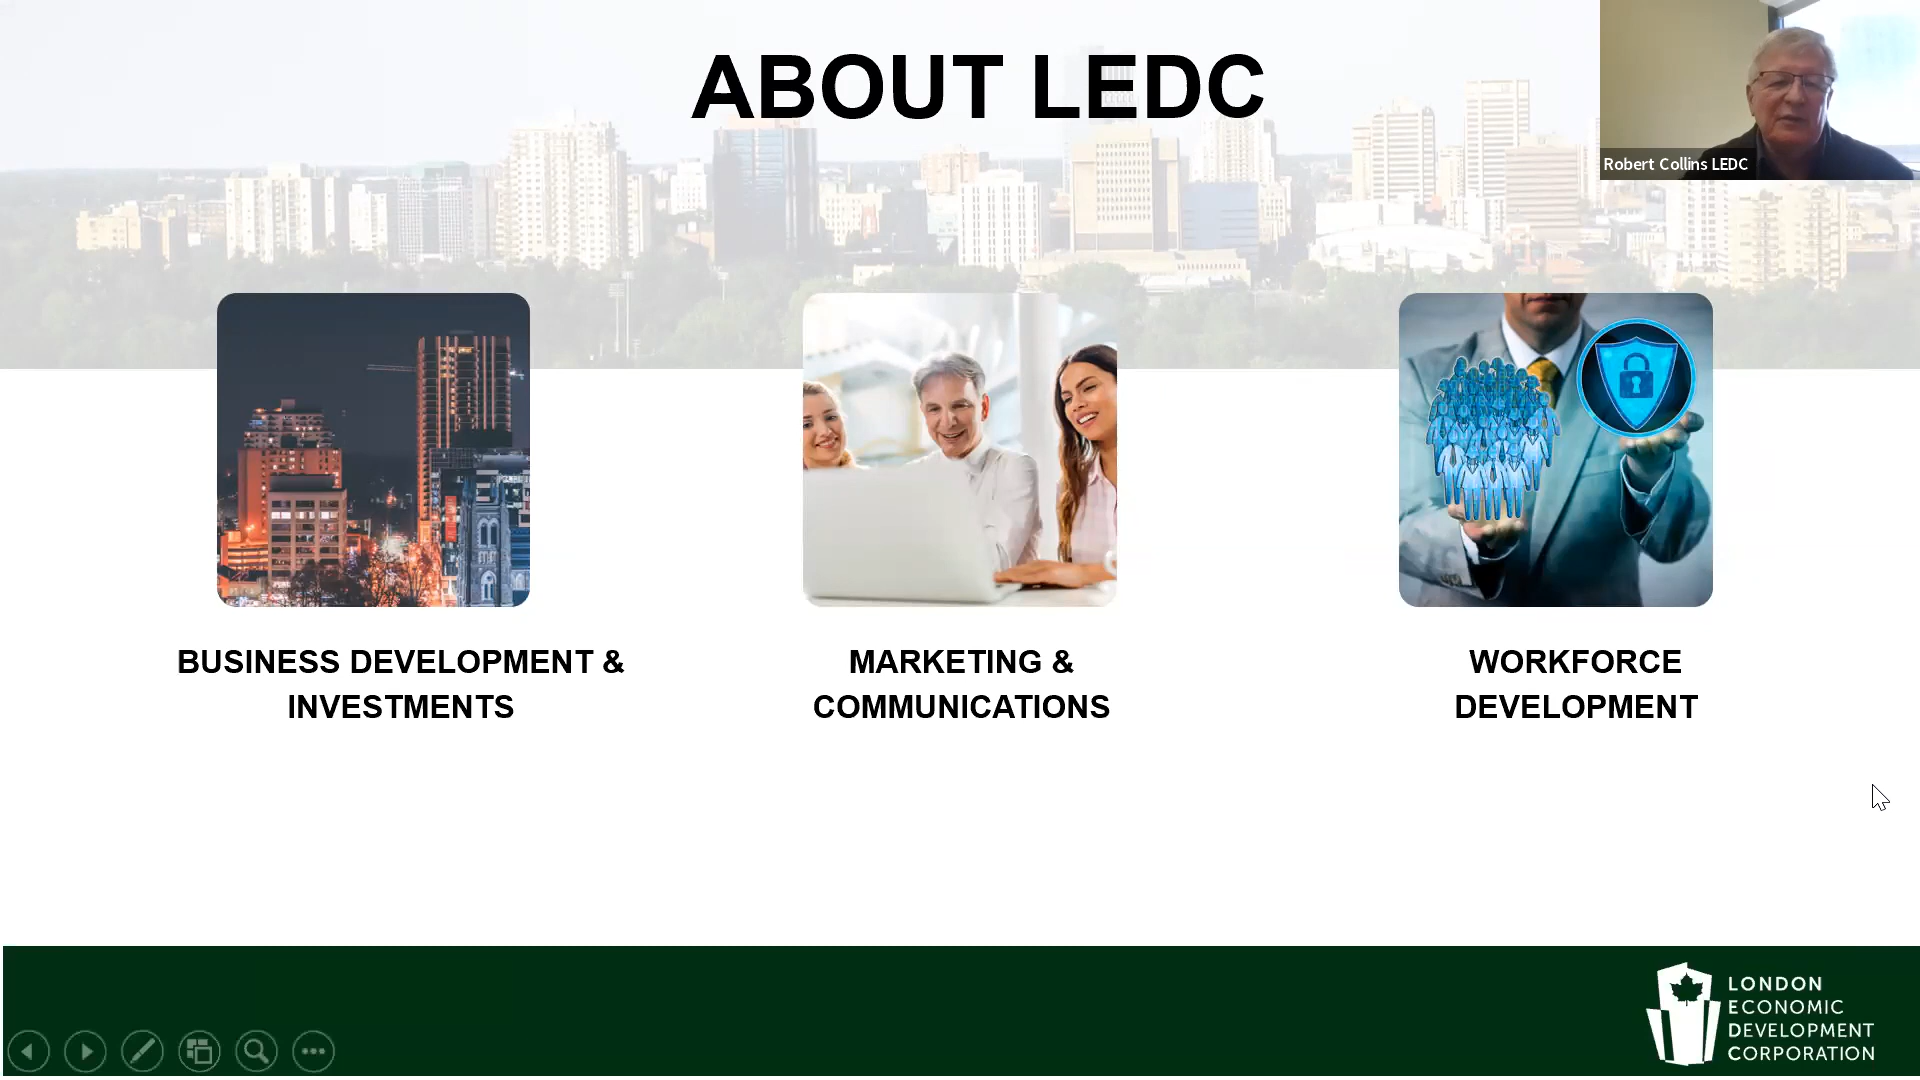 ABOUT LEDC
Robert Collins LEDC
BUSINESS DEVELOPMENT &
INVESTMENTS
MARKETING &
COMMUNICATIONS
WORKFORCE
DEVELOPMENT
LONDON
ECONOMIC
DEVELOPMENT
CORPORATION